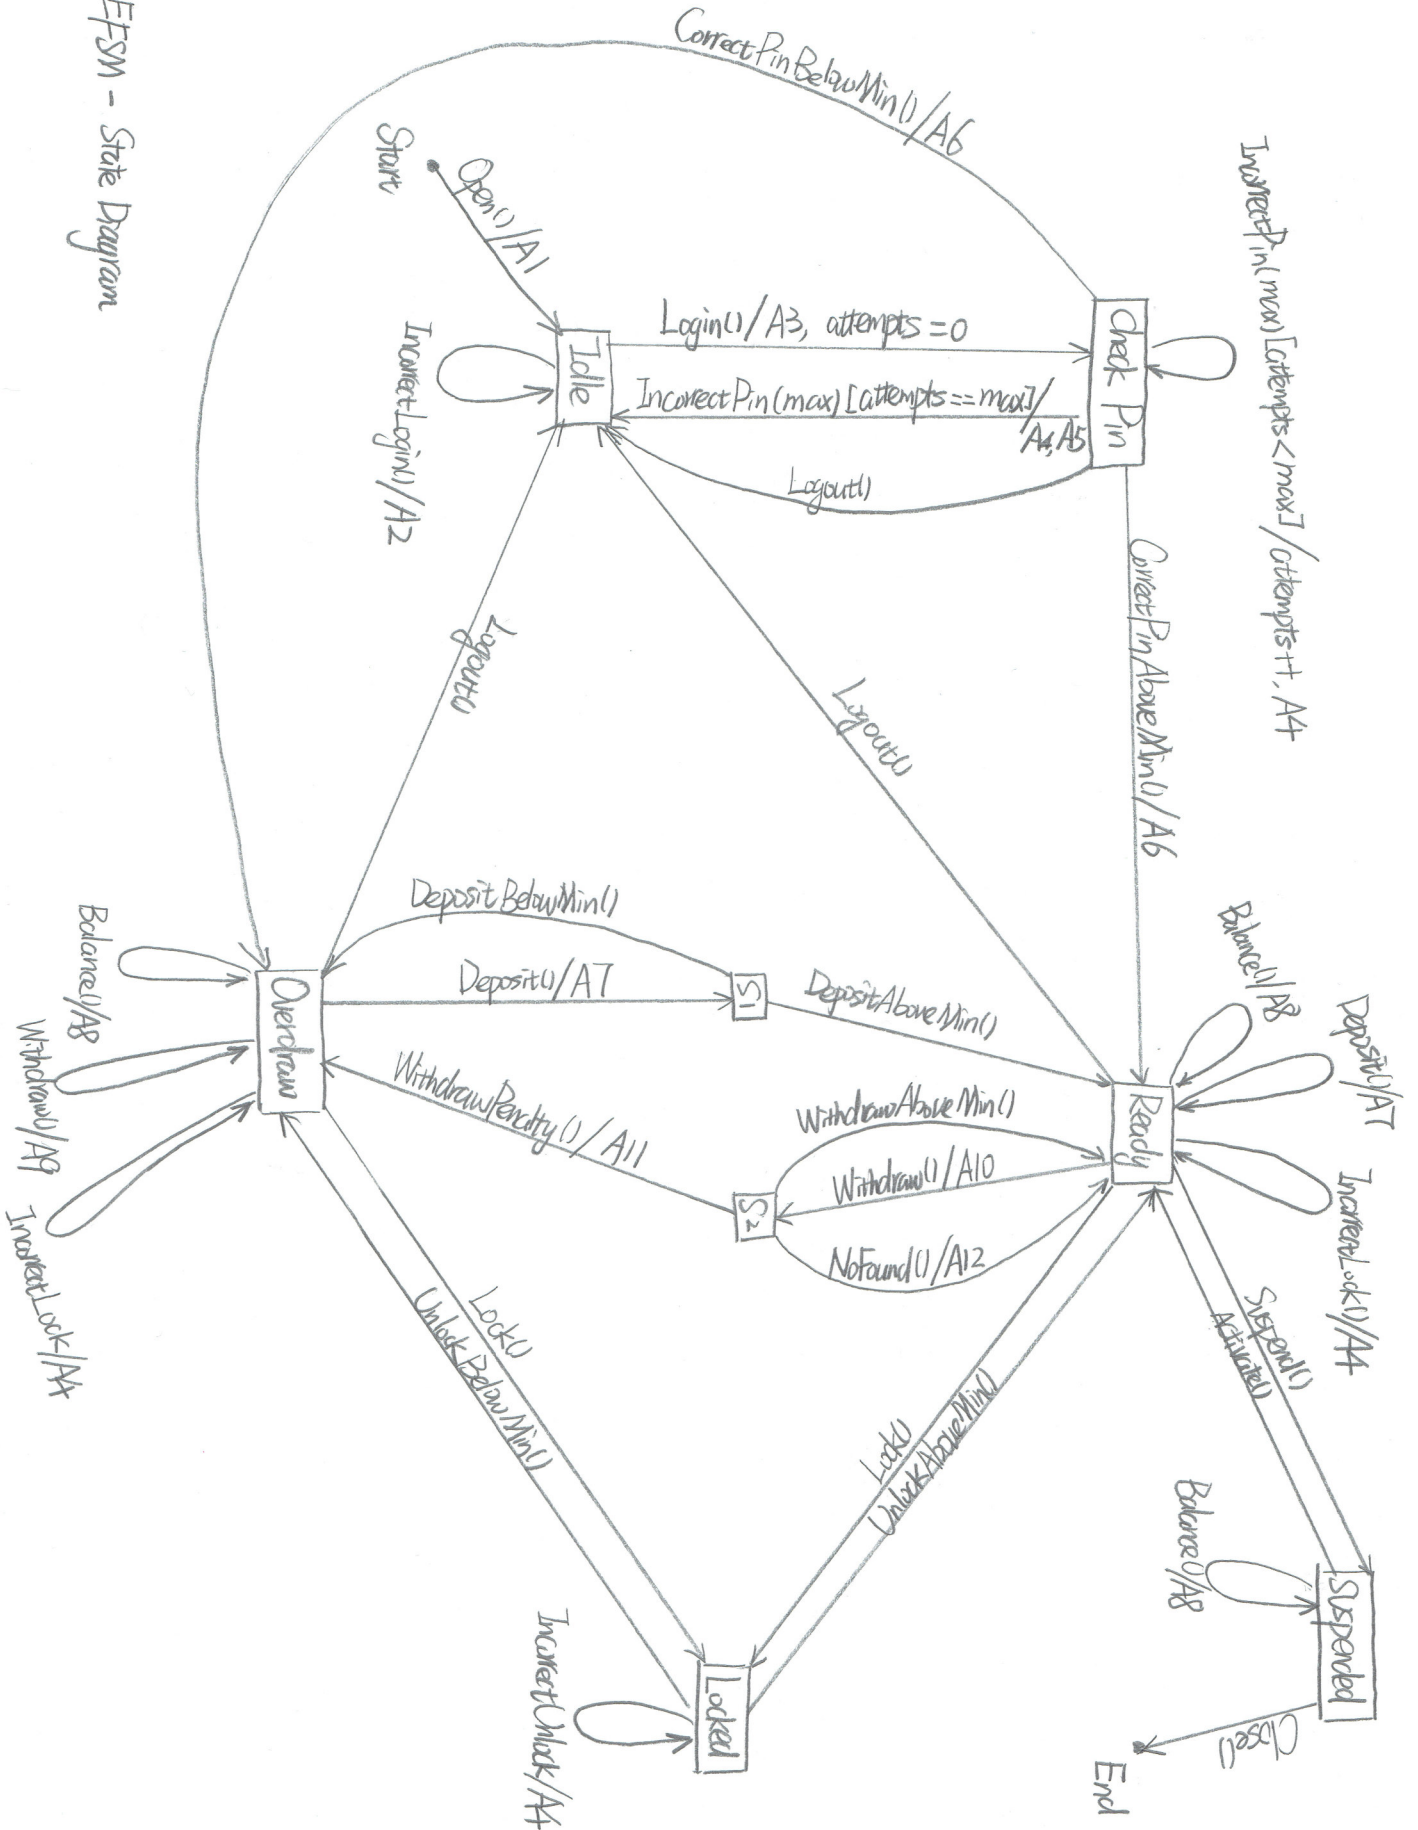 EFSM - State Diagram
CorrectPinBelowMin()/A6
Start
Open()/A1
IncorrectPin(max)[attempts<max]/attempts++, A4
Check Pin
Login()/A3, attempts=0
Idle
IncorrectPin(max)[attempts==max]/
A4,A5
Logout()
IncorrectLogin()/A2
CorrectPinAboveMin()/A6
Logout()
Logout()
DepositBelowMin()
Deposit()/A7
S1
DepositAboveMin()
Balance()/A8
Deposit()/A7
Ready
IncorrectLock()/A4
Balance()/A8
Overdraw
Withdraw()/A9
IncorrectLock/A4
WithdrawPenalty()/A11
WithdrawAboveMin()
Withdraw()/A10
S2
NoFound()/A12
Suspend()
Activate()
Lock()
UnlockBelowMin()
Lock()
UnlockAboveMin()
Balance()/A8
Suspended
Close()
End
Locked
IncorrectUnlock/A4